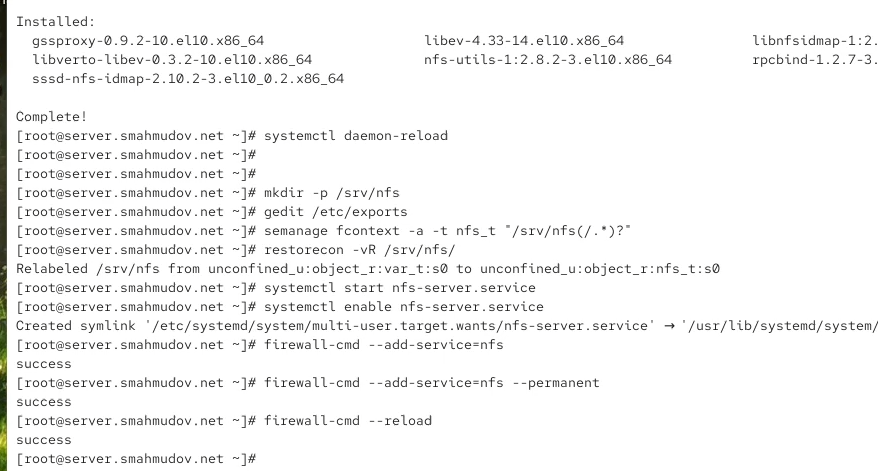 Installed:
  gssproxy-0.9.2-10.el10.x86_64                    libev-4.33-14.el10.x86_64                libnfsidmap-1:2.
  libverto-libev-0.3.2-10.el10.x86_64              nfs-utils-1:2.8.2-3.el10.x86_64          rpcbind-1.2.7-3.
  sssd-nfs-idmap-2.10.2-3.el10_0.2.x86_64

Complete!
[root@server.smahmudov.net ~]# systemctl daemon-reload
[root@server.smahmudov.net ~]#
[root@server.smahmudov.net ~]#
[root@server.smahmudov.net ~]# mkdir -p /srv/nfs
[root@server.smahmudov.net ~]# gedit /etc/exports
[root@server.smahmudov.net ~]# semanage fcontext -a -t nfs_t "/srv/nfs(/.*)?"
[root@server.smahmudov.net ~]# restorecon -vR /srv/nfs/
Relabeled /srv/nfs from unconfined_u:object_r:var_t:s0 to unconfined_u:object_r:nfs_t:s0
[root@server.smahmudov.net ~]# systemctl start nfs-server.service
[root@server.smahmudov.net ~]# systemctl enable nfs-server.service
Created symlink '/etc/systemd/system/multi-user.target.wants/nfs-server.service' → '/usr/lib/systemd/system/
[root@server.smahmudov.net ~]# firewall-cmd --add-service=nfs
success
[root@server.smahmudov.net ~]# firewall-cmd --add-service=nfs --permanent
success
[root@server.smahmudov.net ~]# firewall-cmd --reload
success
[root@server.smahmudov.net ~]#